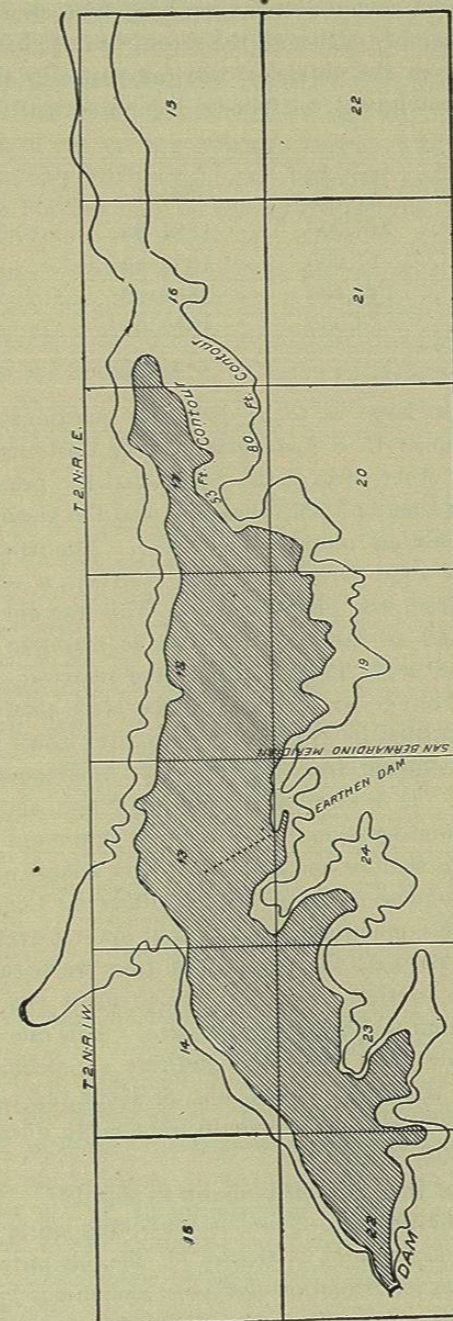 T 2 N. R 1 E.
T 2 N. R 1 W.
15
22
16
21
80 Ft. Contour
53 Ft. Contour
17
20
18
19
SAN BERNARDINO MERIDIAN
EARTHEN DAM
13
24
14
23
15
22
DAM